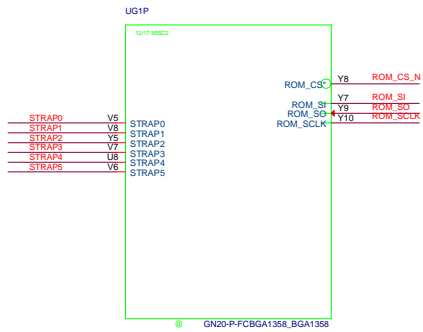 UG1P
12/17 MISC2
ROM_CS* Y8 ROM_CS_N
ROM_SI Y7 ROM_SI
ROM_SO Y9 ROM_SO
ROM_SCLK Y10 ROM_SCLK
STRAP0 V5 STRAP0
STRAP1 V8 STRAP1
STRAP2 Y5 STRAP2
STRAP3 V7 STRAP3
STRAP4 U8 STRAP4
STRAP5 V6 STRAP5
@ GN20-P-FCBGA1358_BGA1358